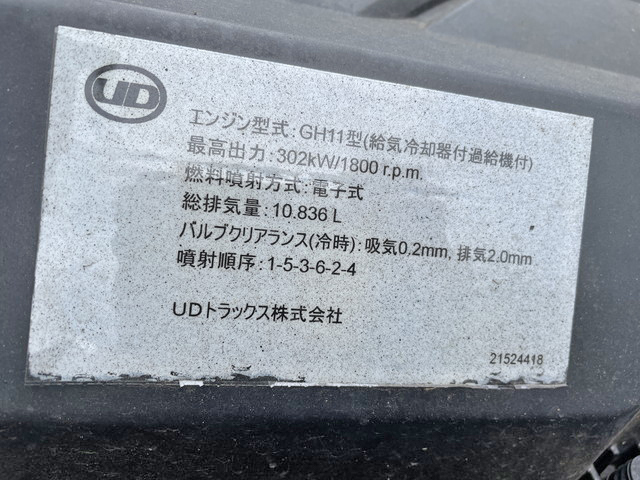 UD
エンジン型式：GH11型(給気冷却器付過給機付)
最高出力：302kW/1800 r.p.m.
燃料噴射方式：電子式
総排気量：10.836 L
バルブクリアランス(冷時)：吸気0.2mm, 排気2.0mm
噴射順序：1-5-3-6-2-4
UDトラックス株式会社
21524418